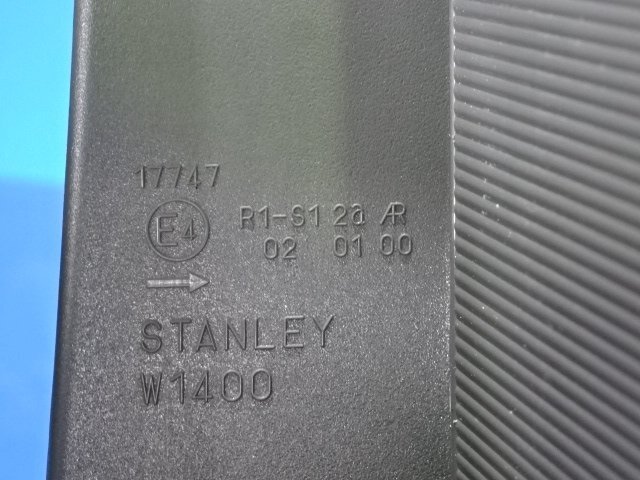 17747
E4 R1-S1 2a AR
02 01 00
→
STANLEY
W1400